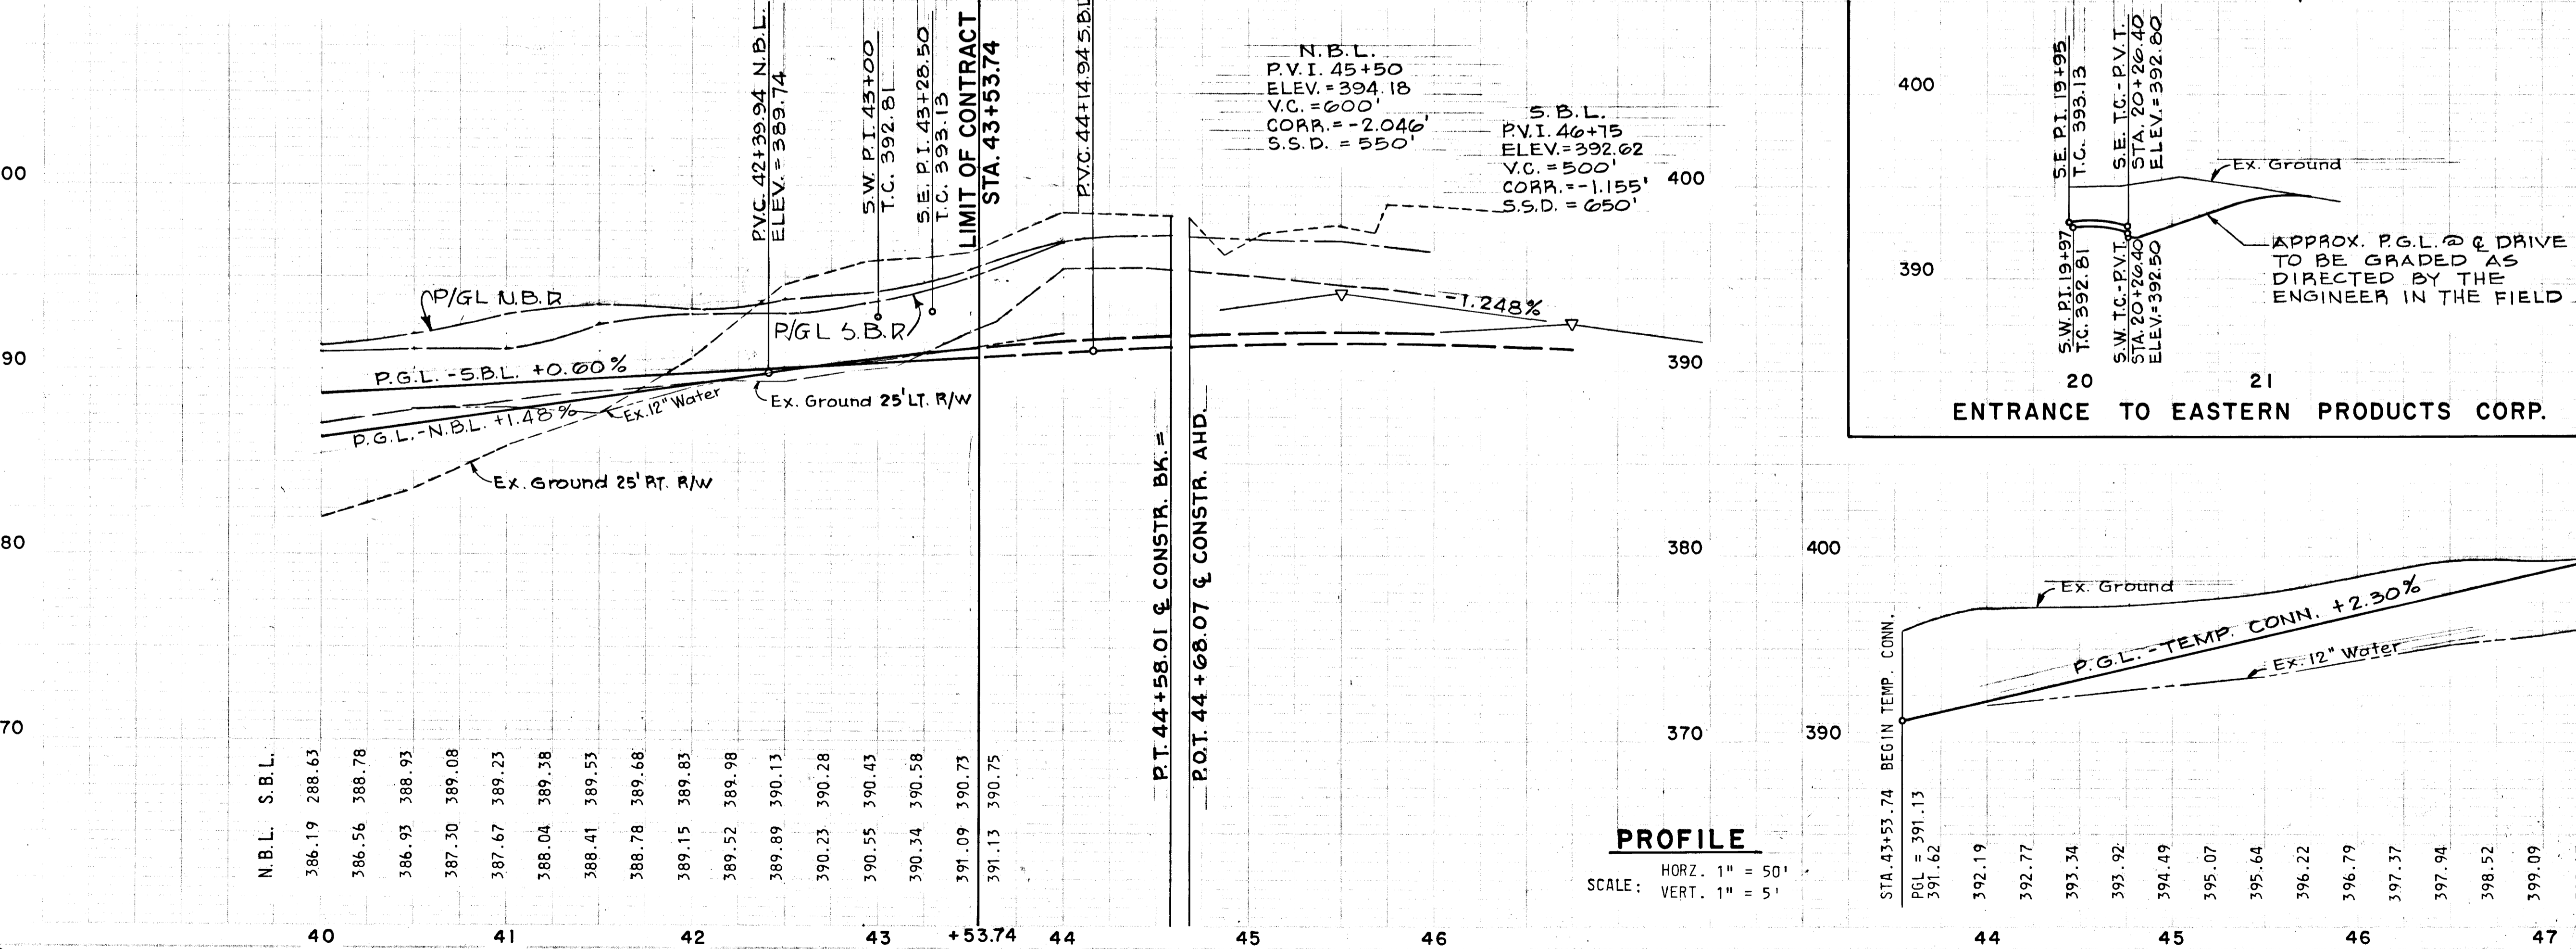 P.V.C. 42+39.94 N.B.L.
ELEV. = 389.74
S.W. P.I. 43+00
T.C. 392.81
S.E. P.I. 43+28.50
T.C. 393.13
LIMIT OF CONTRACT
STA. 43+53.74
P.V.C. 44+14.94 S.B.L.
N.B.L.
P.V.I. 45+50
ELEV. = 394.18
V.C. = 600'
CORR. = -2.046'
S.S.D. = 550'
S.B.L.
P.V.I. 46+75
ELEV.=392.62
V.C. = 500'
CORR. = -1.155'
S.S.D. = 650'
00
90
80
70
400
390
380
370
P/GL N.B.D.
P/GL S.B.D.
P.G.L. -S.B.L. +0.60%
P.G.L.-N.B.L. +1.48%
Ex. 12" Water
Ex. Ground 25' LT. R/W
Ex. Ground 25' RT. R/W
-1.248%
P.T. 44+58.01 ℄ CONSTR. BK. =
P.O.T. 44+68.07 ℄ CONSTR. AHD.
S.B.L. 288.63 388.78 388.93 389.08 389.23 389.38 389.53 389.68 389.83 389.98 390.13 390.28 390.43 390.58 390.73 390.75
N.B.L. 386.19 386.56 386.93 387.30 387.67 388.04 388.41 388.78 389.15 389.52 389.89 390.23 390.55 390.34 391.09 391.13
40 41 42 43 +53.74 44 45 46
PROFILE
SCALE: HORZ. 1" = 50'
VERT. 1" = 5'
400
390
S.E. P.I. 19+95
T.C. 393.13
S.E. T.C.-P.V.T.
STA. 20+26.40
ELEV.=392.80
S.W. P.I. 19+97
T.C. 392.81
S.W. T.C.-P.V.T.
STA. 20+26.40
ELEV.=392.50
Ex. Ground
APPROX. P.G.L. @ ℄ DRIVE
TO BE GRADED AS
DIRECTED BY THE
ENGINEER IN THE FIELD
20 21
ENTRANCE TO EASTERN PRODUCTS CORP.
400
390
Ex. Ground
P.G.L. - TEMP. CONN. +2.30%
Ex. 12" Water
STA. 43+53.74 BEGIN TEMP. CONN.
PGL = 391.13
391.62 392.19 392.77 393.34 393.92 394.49 395.07 395.64 396.22 396.79 397.37 397.94 398.52 399.09
44 45 46 47